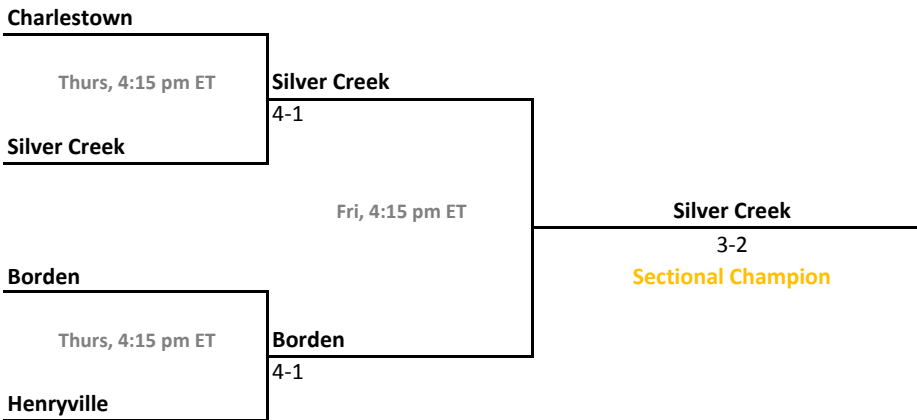 Charlestown
Thurs, 4:15 pm ET
Silver Creek
4-1
Silver Creek
Fri, 4:15 pm ET
Silver Creek
3-2
Sectional Champion
Borden
Thurs, 4:15 pm ET
Borden
4-1
Henryville